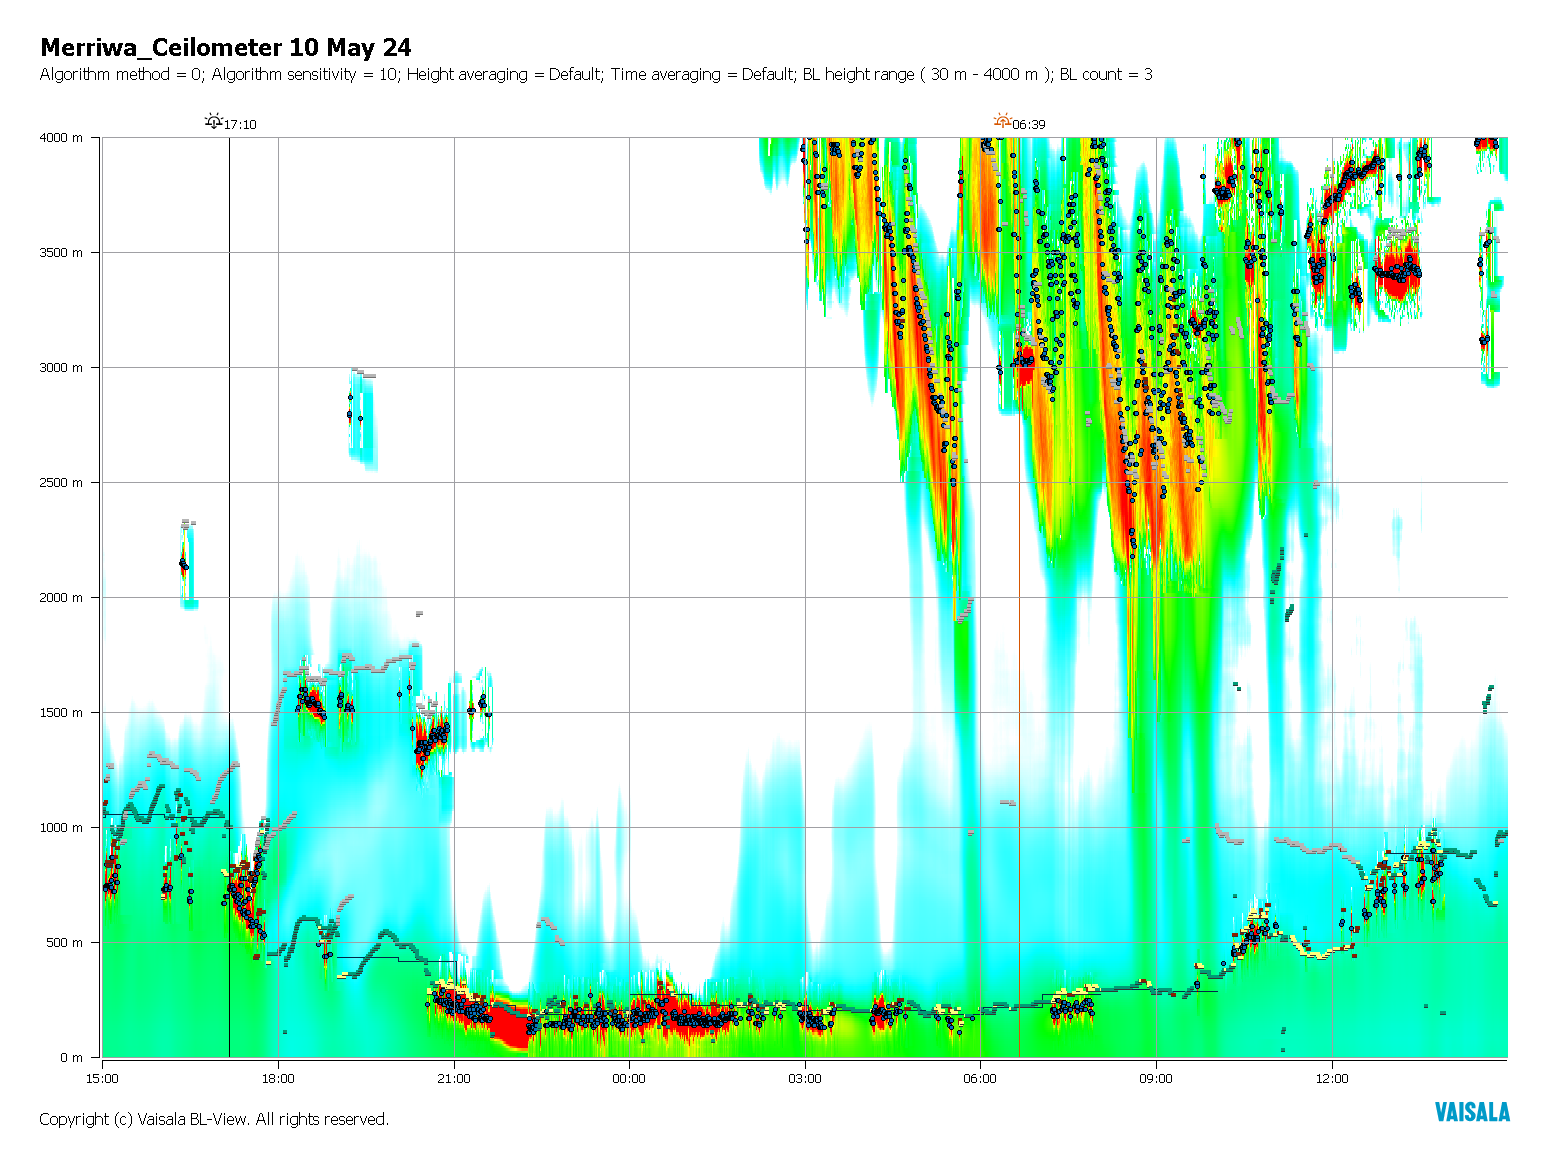 Merriwa_Ceilometer 10 May 24
Algorithm method = 0; Algorithm sensitivity = 10; Height averaging = Default; Time averaging = Default; BL height range ( 30 m - 4000 m ); BL count = 3
17:10 06:39
4000 m
3500 m
3000 m
2500 m
2000 m
1500 m
1000 m
500 m
0 m
15:00 18:00 21:00 00:00 03:00 06:00 09:00 12:00
Copyright (c) Vaisala BL-View. All rights reserved.
VAISALA